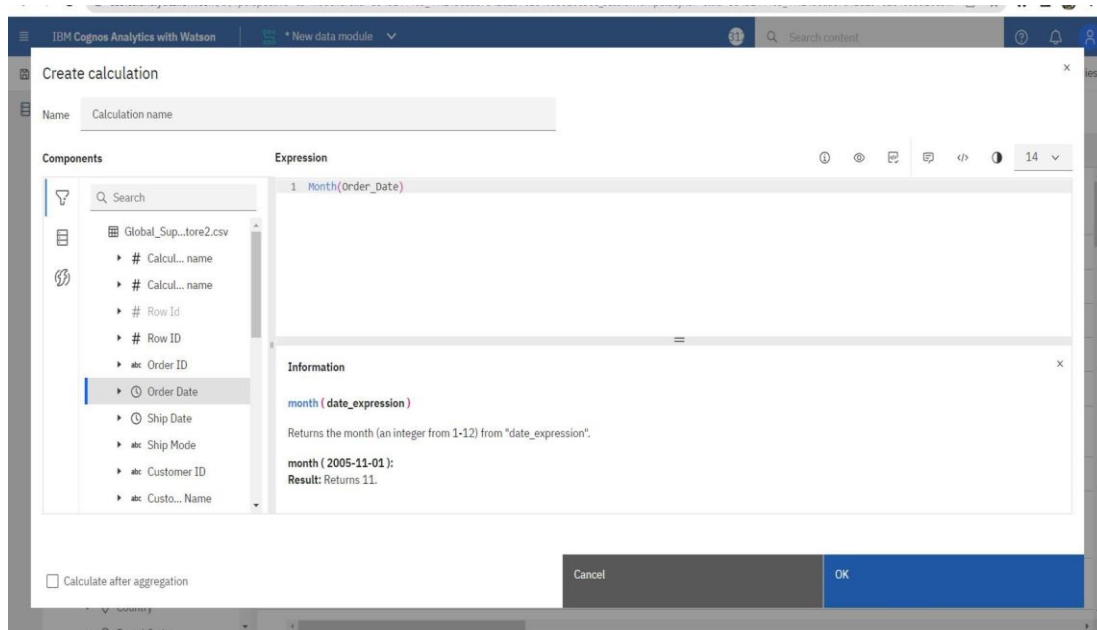 IBM Cognos Analytics with Watson
* New data module
31
Search content
Create calculation
x
ies
Name
Calculation name
Components
Expression
14
Search
1 Month(Order_Date)
Global_Sup...tore2.csv
# Calcul... name
# Calcul... name
# Row Id
# Row ID
abc Order ID
Order Date
Ship Date
abc Ship Mode
abc Customer ID
abc Custo... Name
Information
x
month ( date_expression )
Returns the month (an integer from 1-12) from "date_expression".
month ( 2005-11-01 ):
Result: Returns 11.
Calculate after aggregation
Cancel
OK
Country